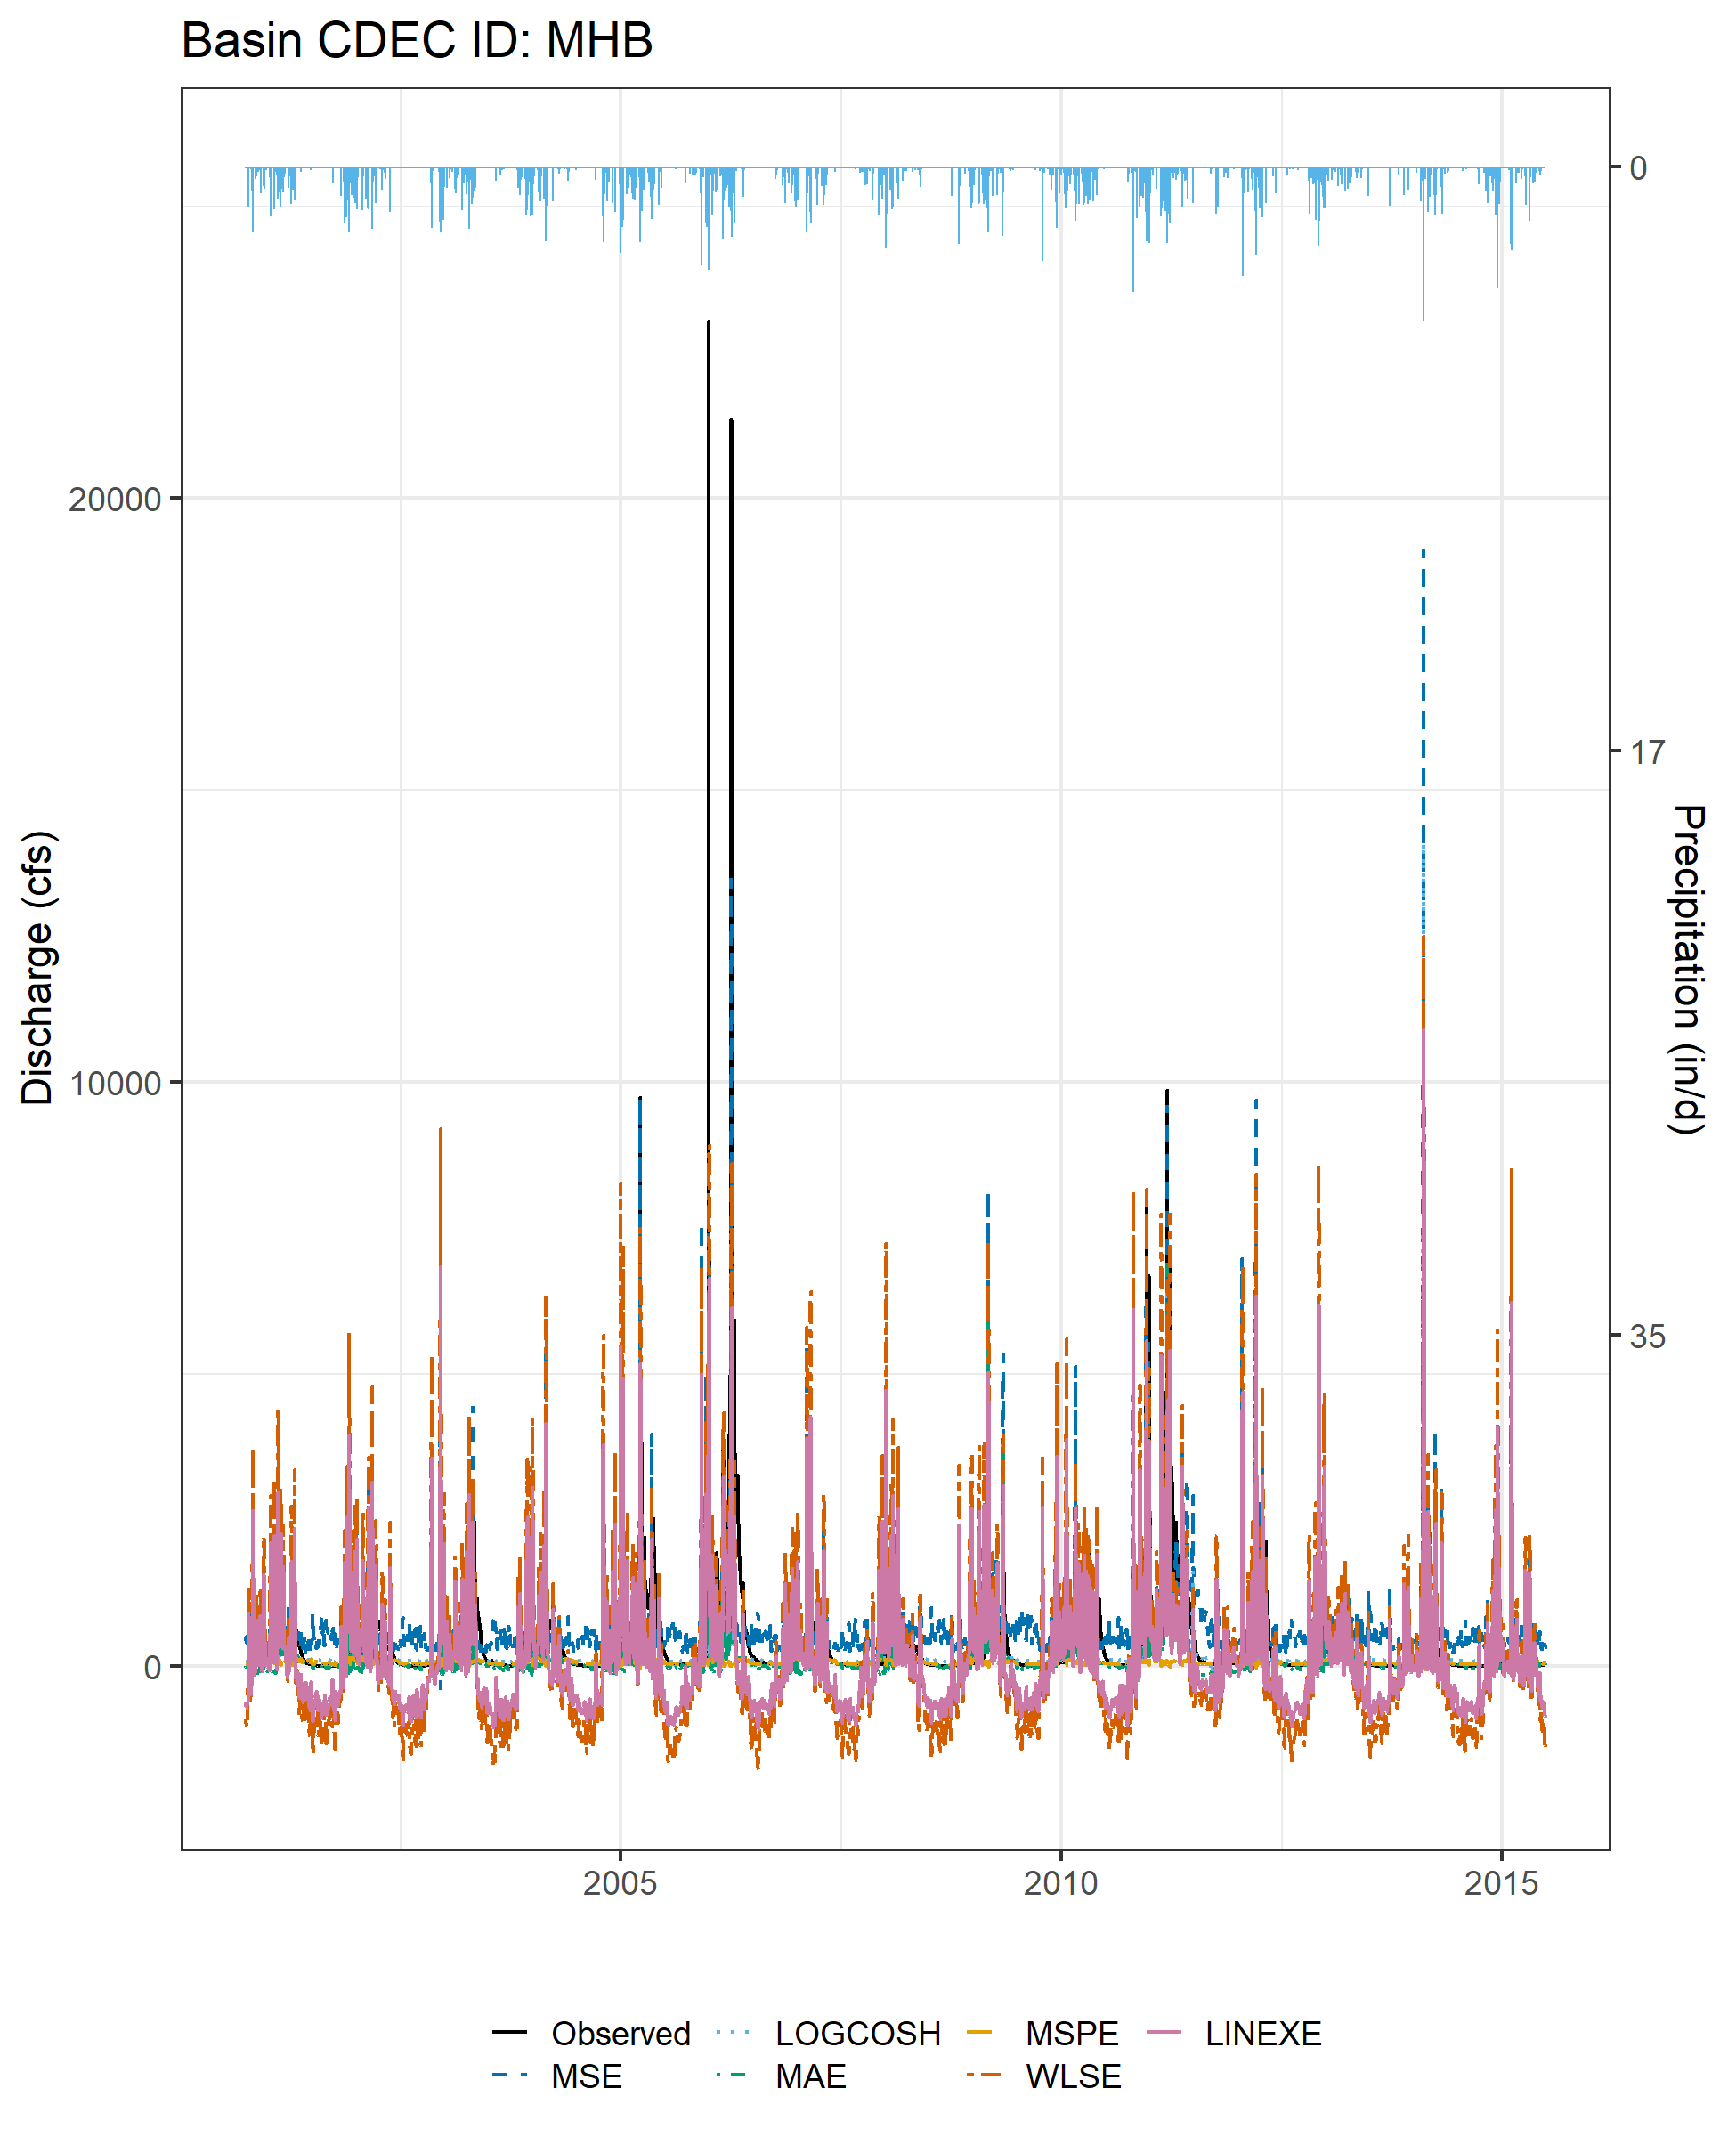 Basin CDEC ID: MHB
0
20000
17
Discharge (cfs)
Precipitation (in/d)
10000
35
0
2005 2010 2015
Observed LOGCOSH MSPE LINEXE
MSE MAE WLSE